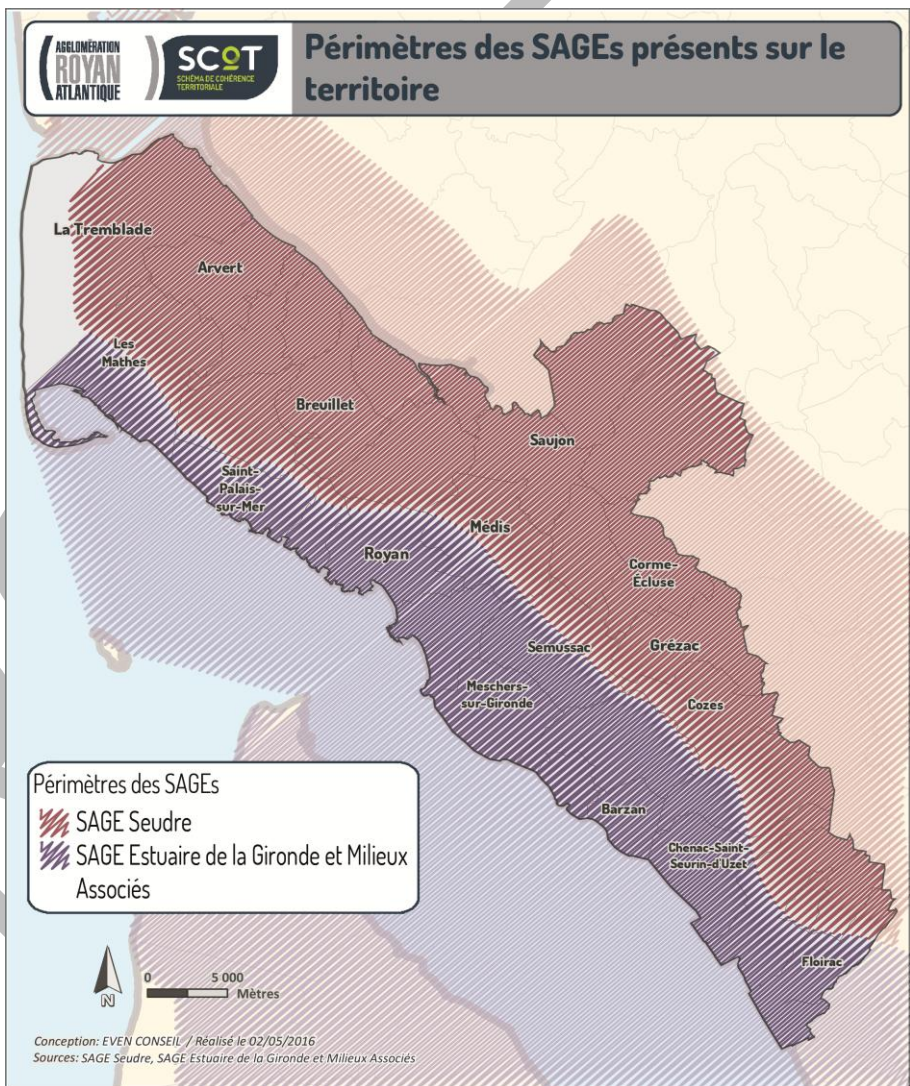 AGGLOMÉRATION
ROYAN
ATLANTIQUE
SCOT
SCHÉMA DE COHÉRENCE
TERRITORIALE
Périmètres des SAGEs présents sur le
territoire
La Tremblade
Arvert
Les
Mathes
Breuillet
Saujon
Saint-
Palais-
sur-Mer
Médis
Royan
Corme-
Écluse
Semussac
Grézac
Meschers-
sur-Gironde
Cozes
Barzan
Chenac-Saint-
Seurin-d'Uzet
Floirac
Périmètres des SAGEs
SAGE Seudre
SAGE Estuaire de la Gironde et Milieux
Associés
N
0 5 000
Mètres
Conception: EVEN CONSEIL / Réalisé le 02/05/2016
Sources: SAGE Seudre, SAGE Estuaire de la Gironde et Milieux Associés